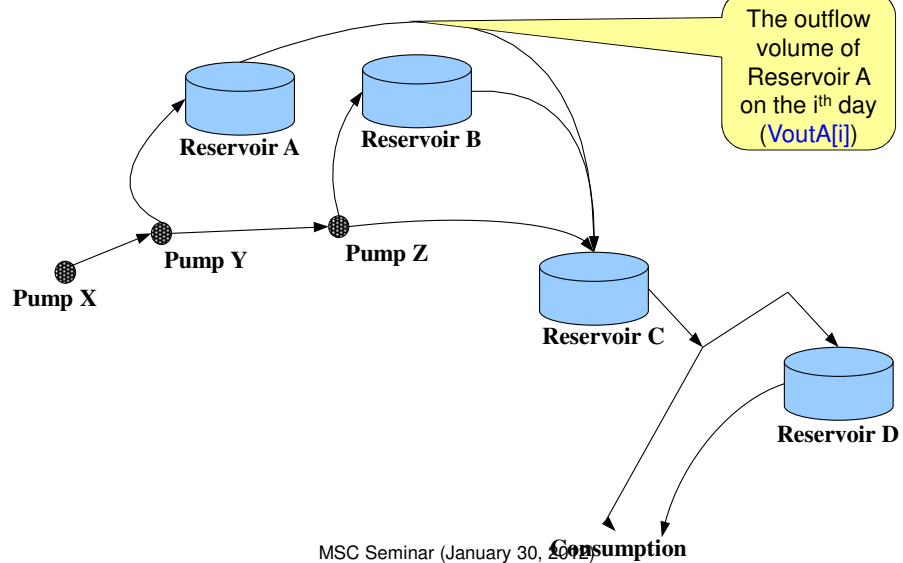 The outflow
volume of
Reservoir A
on the ith day
(VoutA[i])
Reservoir A
Reservoir B
Pump Y
Pump Z
Pump X
Reservoir C
Reservoir D
MSC Seminar (January 30, 2012)
Consumption